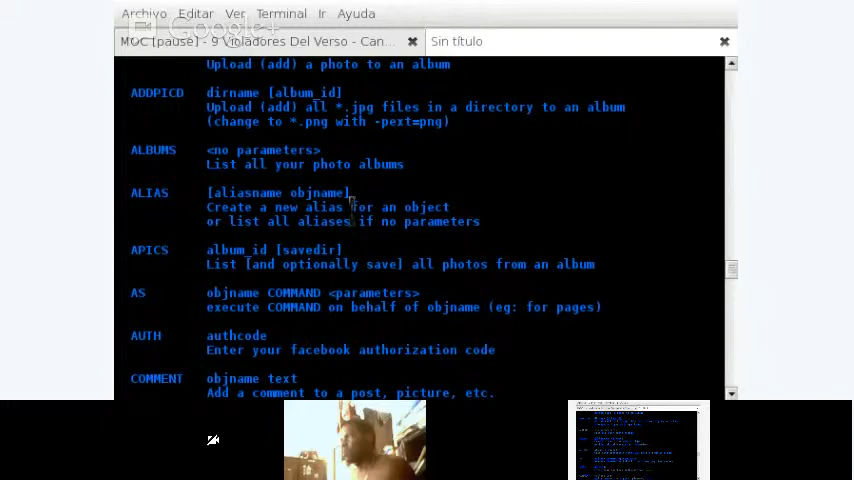 Archivo Editar Ver Terminal Ir Ayuda
Google+
MOC [pause] - 9 Violadores Del Verso - Can... Sin título
Upload (add) a photo to an album
ADDPICD dirname [album_id]
Upload (add) all *.jpg files in a directory to an album
(change to *.png with -pext=png)
ALBUMS <no parameters>
List all your photo albums
ALIAS [aliasname objname]
Create a new alias for an object
or list all aliases if no parameters
APICS album_id [savedir]
List [and optionally save] all photos from an album
AS objname COMMAND <parameters>
execute COMMAND on behalf of objname (eg: for pages)
AUTH authcode
Enter your facebook authorization code
COMMENT objname text
Add a comment to a post, picture, etc.